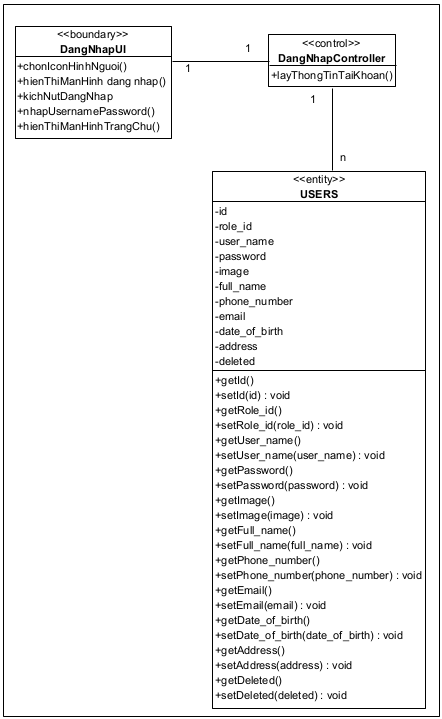 <<boundary>>
DangNhapUI
+chonIconHinhNguoi()
+hienThiManHinh dang nhap()
+kichNutDangNhap
+nhapUsernamePassword()
+hienThiManHinhTrangChu()
1
1
<<control>>
DangNhapController
+layThongTinTaiKhoan()
1
n
<<entity>>
USERS
-id
-role_id
-user_name
-password
-image
-full_name
-phone_number
-email
-date_of_birth
-address
-deleted
+getId()
+setId(id) : void
+getRole_id()
+setRole_id(role_id) : void
+getUser_name()
+setUser_name(user_name) : void
+getPassword()
+setPassword(password) : void
+getImage()
+setImage(image) : void
+getFull_name()
+setFull_name(full_name) : void
+getPhone_number()
+setPhone_number(phone_number) : void
+getEmail()
+setEmail(email) : void
+getDate_of_birth()
+setDate_of_birth(date_of_birth) : void
+getAddress()
+setAddress(address) : void
+getDeleted()
+setDeleted(deleted) : void